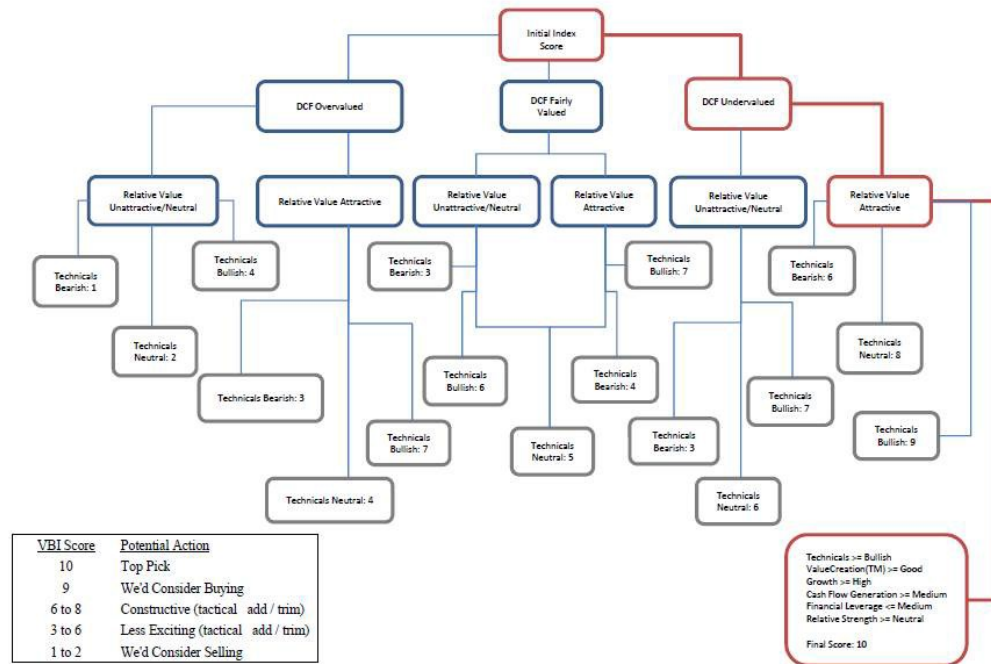 Initial Index
Score
DCF Overvalued
DCF Fairly
Valued
DCF Undervalued
Relative Value
Unattractive/Neutral
Relative Value Attractive
Relative Value
Unattractive/Neutral
Relative Value
Attractive
Relative Value
Unattractive/Neutral
Relative Value
Attractive
Technicals
Bearish: 1
Technicals
Bullish: 4
Technicals
Bearish: 3
Technicals
Bullish: 7
Technicals
Bearish: 6
Technicals
Neutral: 2
Technicals
Neutral: 8
Technicals Bearish: 3
Technicals
Bullish: 6
Technicals
Bearish: 4
Technicals
Bullish: 7
Technicals
Bullish: 7
Technicals
Neutral: 5
Technicals
Bearish: 3
Technicals
Bullish: 9
Technicals Neutral: 4
Technicals
Neutral: 6
VBI Score Potential Action
10 Top Pick
9 We'd Consider Buying
6 to 8 Constructive (tactical add / trim)
3 to 6 Less Exciting (tactical add / trim)
1 to 2 We'd Consider Selling
Technicals >= Bullish
ValueCreation(TM) >= Good
Growth >= High
Cash Flow Generation >= Medium
Financial Leverage <= Medium
Relative Strength >= Neutral
Final Score: 10